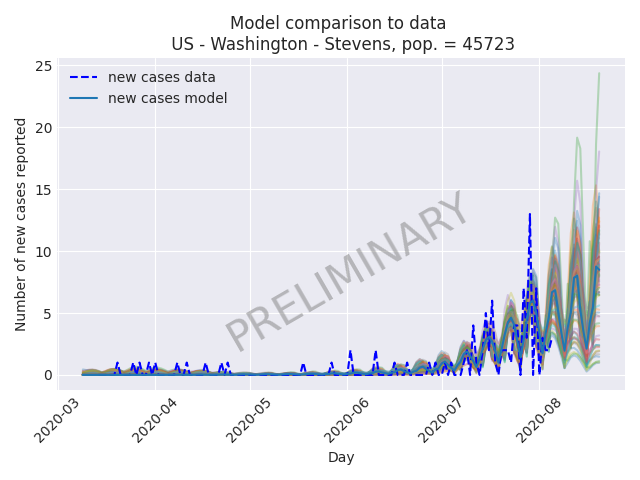 Model comparison to data
US - Washington - Stevens, pop. = 45723
25
20
15
10
5
0
Number of new cases reported
new cases data
new cases model
PRELIMINARY
2020-03
2020-04
2020-05
2020-06
2020-07
2020-08
Day